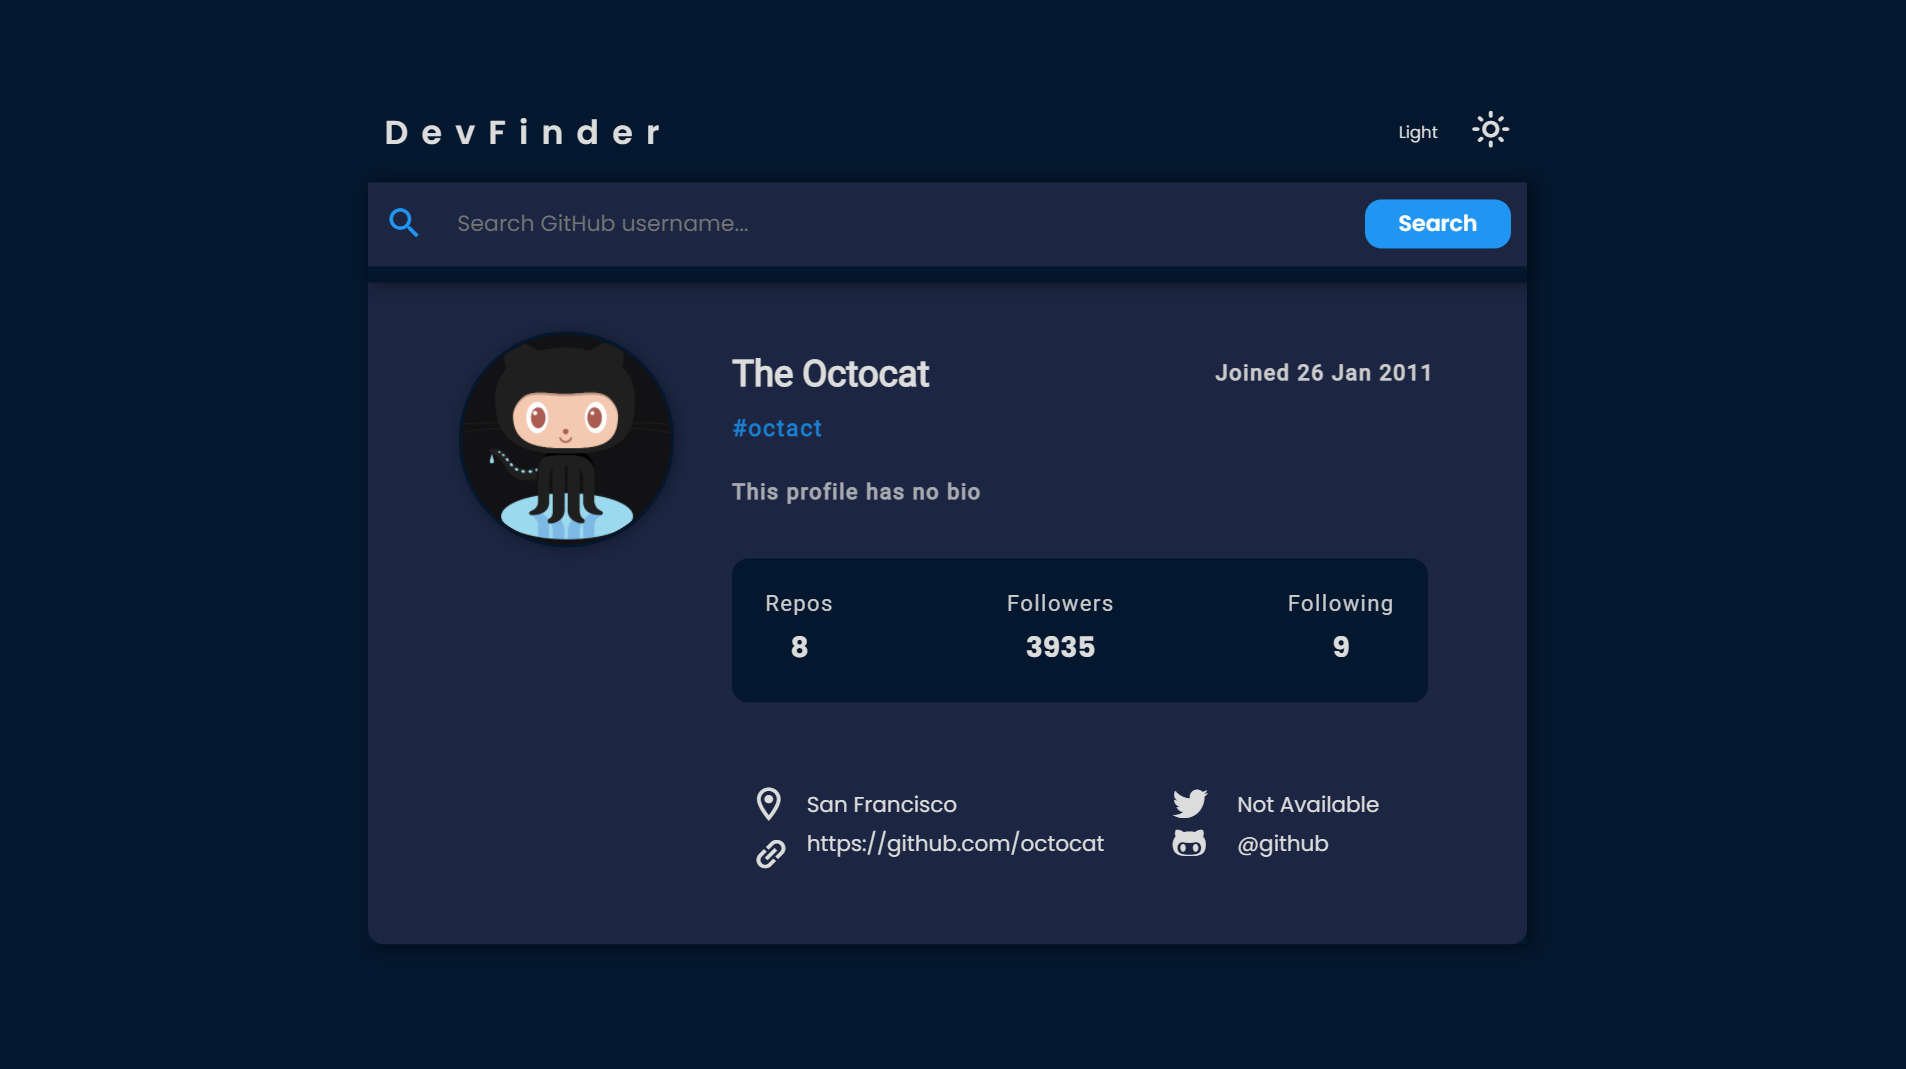 DevFinder
Light
Search GitHub username...
Search
The Octocat
Joined 26 Jan 2011
#octact
This profile has no bio
Repos
Followers
Following
8
3935
9
San Francisco
Not Available
https://github.com/octocat
@github